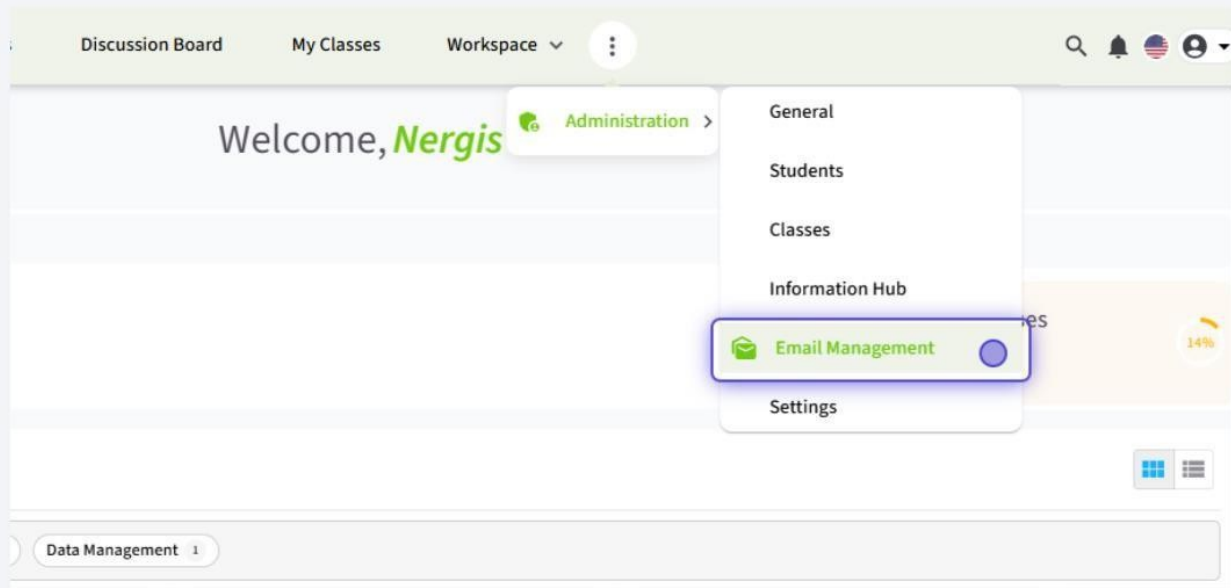 Discussion Board My Classes Workspace
Welcome, Nergis
Administration
General
Students
Classes
Information Hub
Email Management
Settings
14%
Data Management 1